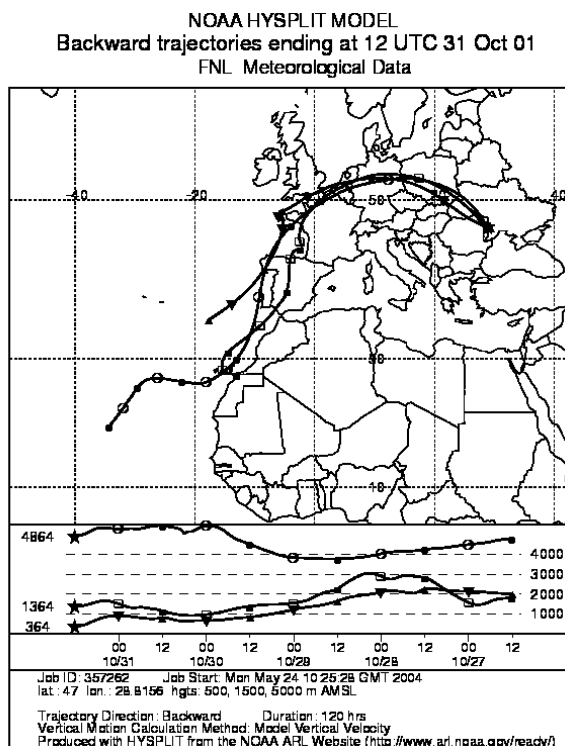 NOAA HYSPLIT MODEL
Backward trajectories ending at 12 UTC 31 Oct 01
FNL Meteorological Data
-40 -20 40
50
30
10
4864
4000
3000
1364
2000
1000
364
00 12 00 12 00 12 00 12 00 12
10/31 10/30 10/29 10/28 10/27
Job ID: 357262 Job Start: Mon May 24 10:25:28 GMT 2004
lat.: 47 lon.: 28.8156 hgts: 500, 1500, 5000 m AMSL
Trajectory Direction: Backward Duration: 120 hrs
Vertical Motion Calculation Method: Model Vertical Velocity
Produced with HYSPLIT from the NOAA ARL Website (http://www.arl.noaa.gov/ready/)